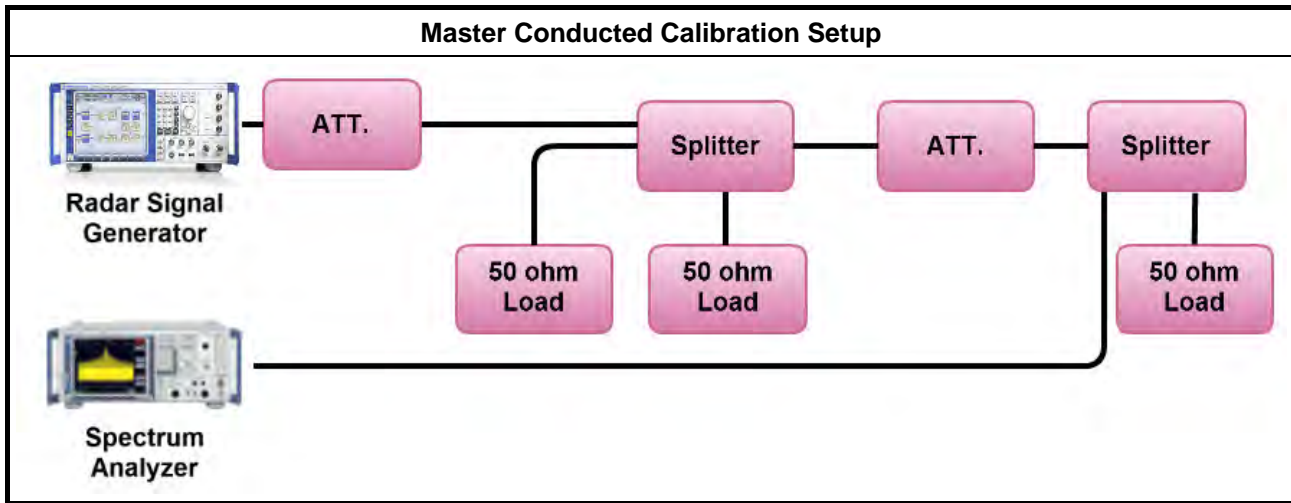 Master Conducted Calibration Setup
ATT.
Splitter
ATT.
Splitter
Radar Signal
Generator
50 ohm
Load
50 ohm
Load
50 ohm
Load
Spectrum
Analyzer